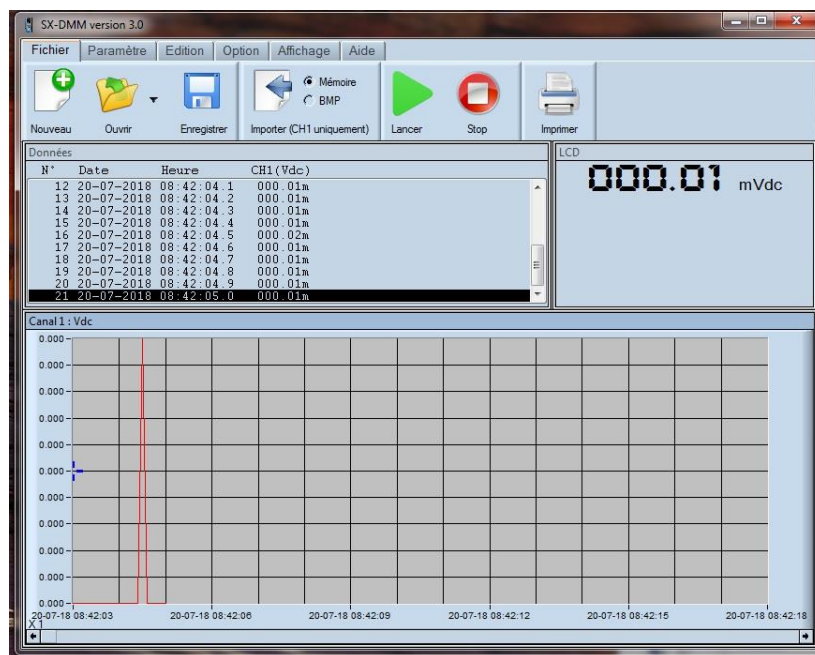 SX-DMM version 3.0
Fichier Paramètre Edition Option Affichage Aide
Mémoire
BMP
Nouveau Ouvrir Enregistrer Importer (CH1 uniquement) Lancer Stop Imprimer
Données
N° Date Heure CH1(Vdc)
12 20-07-2018 08:42:04.1 000.01m
13 20-07-2018 08:42:04.2 000.01m
14 20-07-2018 08:42:04.3 000.01m
15 20-07-2018 08:42:04.4 000.01m
16 20-07-2018 08:42:04.5 000.02m
17 20-07-2018 08:42:04.6 000.01m
18 20-07-2018 08:42:04.7 000.01m
19 20-07-2018 08:42:04.8 000.01m
20 20-07-2018 08:42:04.9 000.01m
21 20-07-2018 08:42:05.0 000.01m
LCD
000.01 mVdc
Canal 1 : Vdc
0.000
0.000
0.000
0.000
0.000
0.000
0.000
0.000
0.000
0.000
0.000
20-07-18 08:42:03 20-07-18 08:42:06 20-07-18 08:42:09 20-07-18 08:42:12 20-07-18 08:42:15 20-07-18 08:42:18
X1